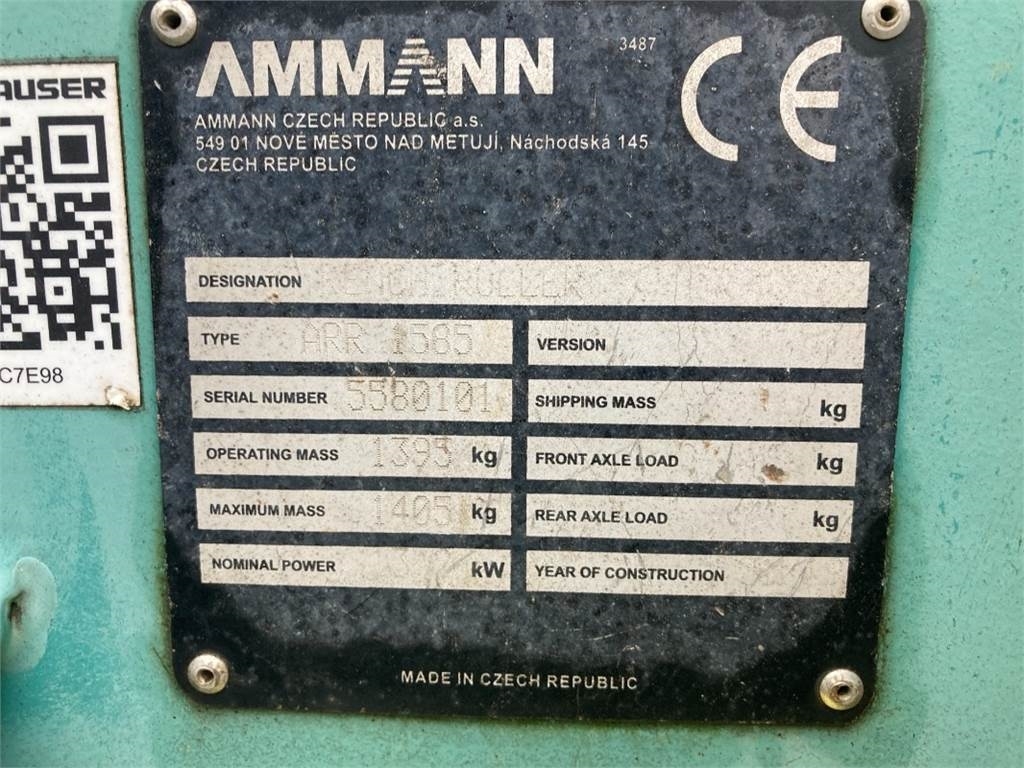 AUSER
C7E98
AMMANN
3487
CE
AMMANN CZECH REPUBLIC a.s.
549 01 NOVÉ MĚSTO NAD METUJÍ, Náchodská 145
CZECH REPUBLIC
DESIGNATION ROLLER
TYPE ARR 1585
VERSION
SERIAL NUMBER 5580101
SHIPPING MASS kg
OPERATING MASS 1395 kg
FRONT AXLE LOAD kg
MAXIMUM MASS 1405 kg
REAR AXLE LOAD kg
NOMINAL POWER kW
YEAR OF CONSTRUCTION
MADE IN CZECH REPUBLIC